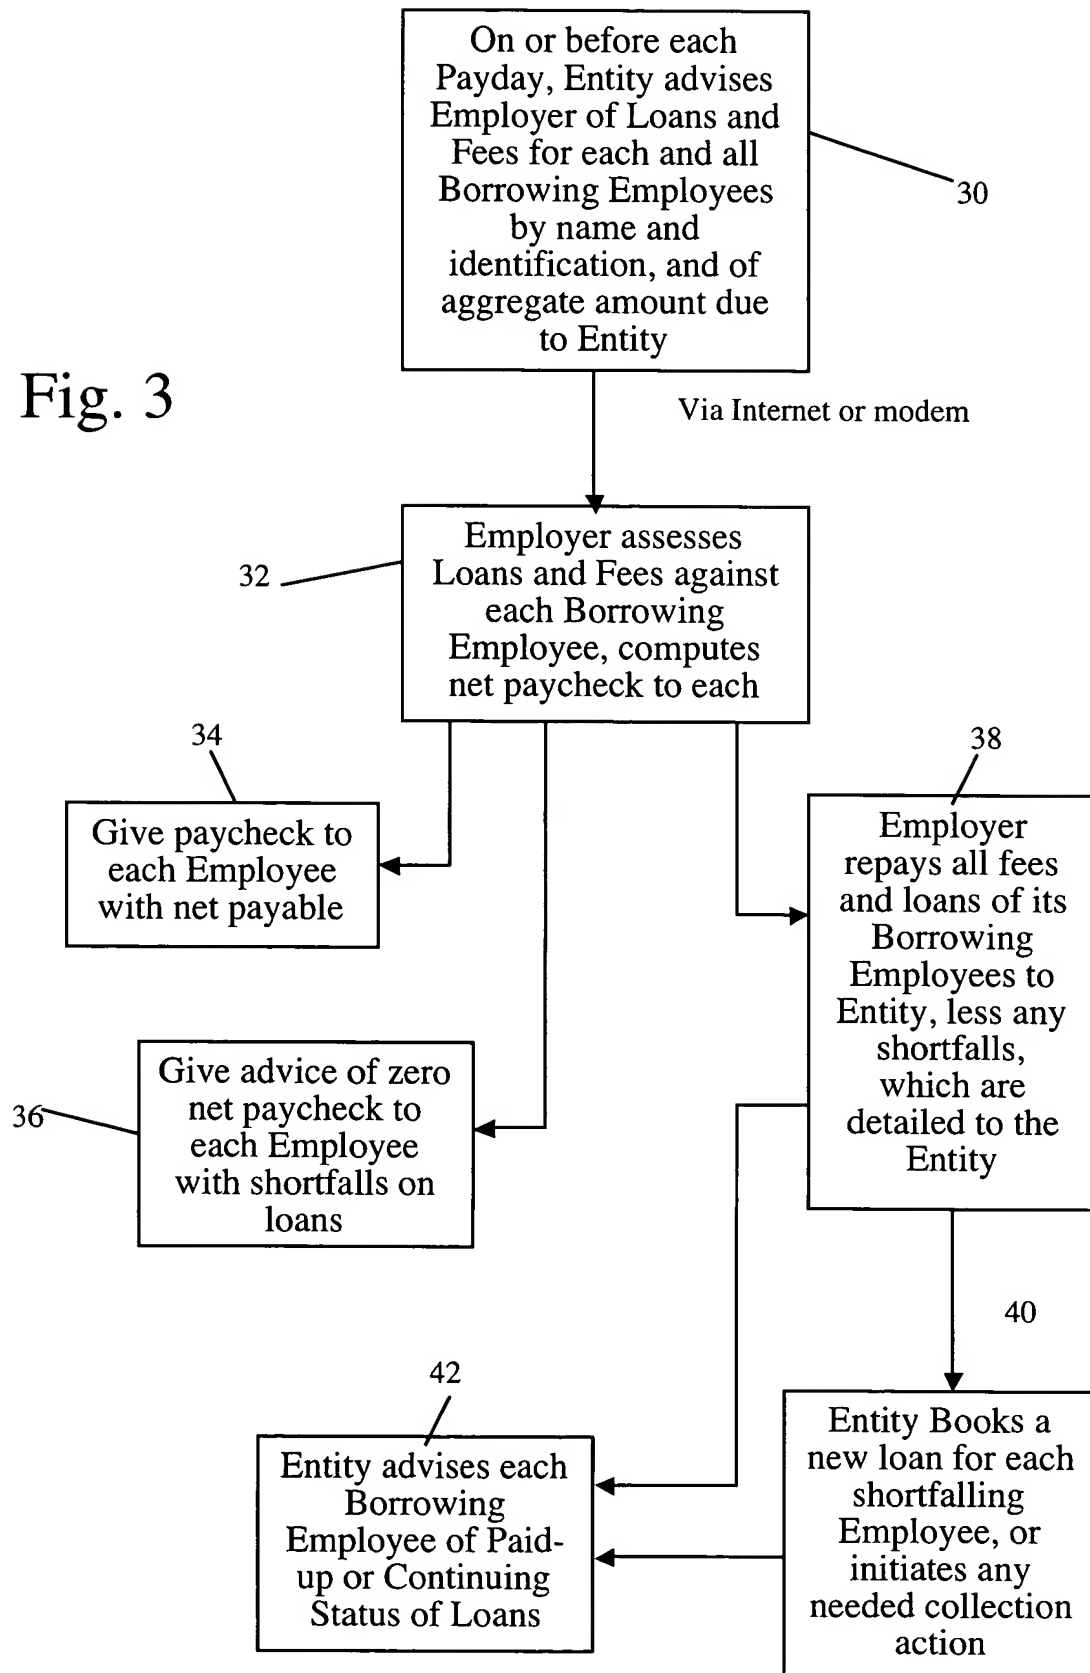 On or before each
Payday, Entity advises
Employer of Loans and
Fees for each and all
Borrowing Employees
by name and
identification, and of
aggregate amount due
to Entity
30
Fig. 3
Via Internet or modem
32
Employer assesses
Loans and Fees against
each Borrowing
Employee, computes
net paycheck to each
34
Give paycheck to
each Employee
with net payable
38
Employer
repays all fees
and loans of its
Borrowing
Employees to
Entity, less any
shortfalls,
which are
detailed to the
Entity
36
Give advice of zero
net paycheck to
each Employee
with shortfalls on
loans
40
42
Entity advises each
Borrowing
Employee of Paid-
up or Continuing
Status of Loans
Entity Books a
new loan for each
shortfalling
Employee, or
initiates any
needed collection
action